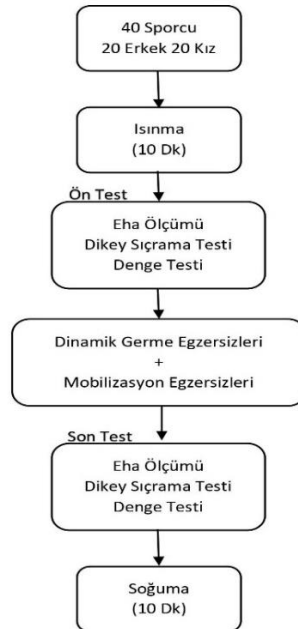 40 Sporcu
20 Erkek 20 Kız
Isınma
(10 Dk)
Ön Test
Eha Ölçümü
Dikey Sıçrama Testi
Denge Testi
Dinamik Germe Egzersizleri
+
Mobilizasyon Egzersizleri
Son Test
Eha Ölçümü
Dikey Sıçrama Testi
Denge Testi
Soğuma
(10 Dk)